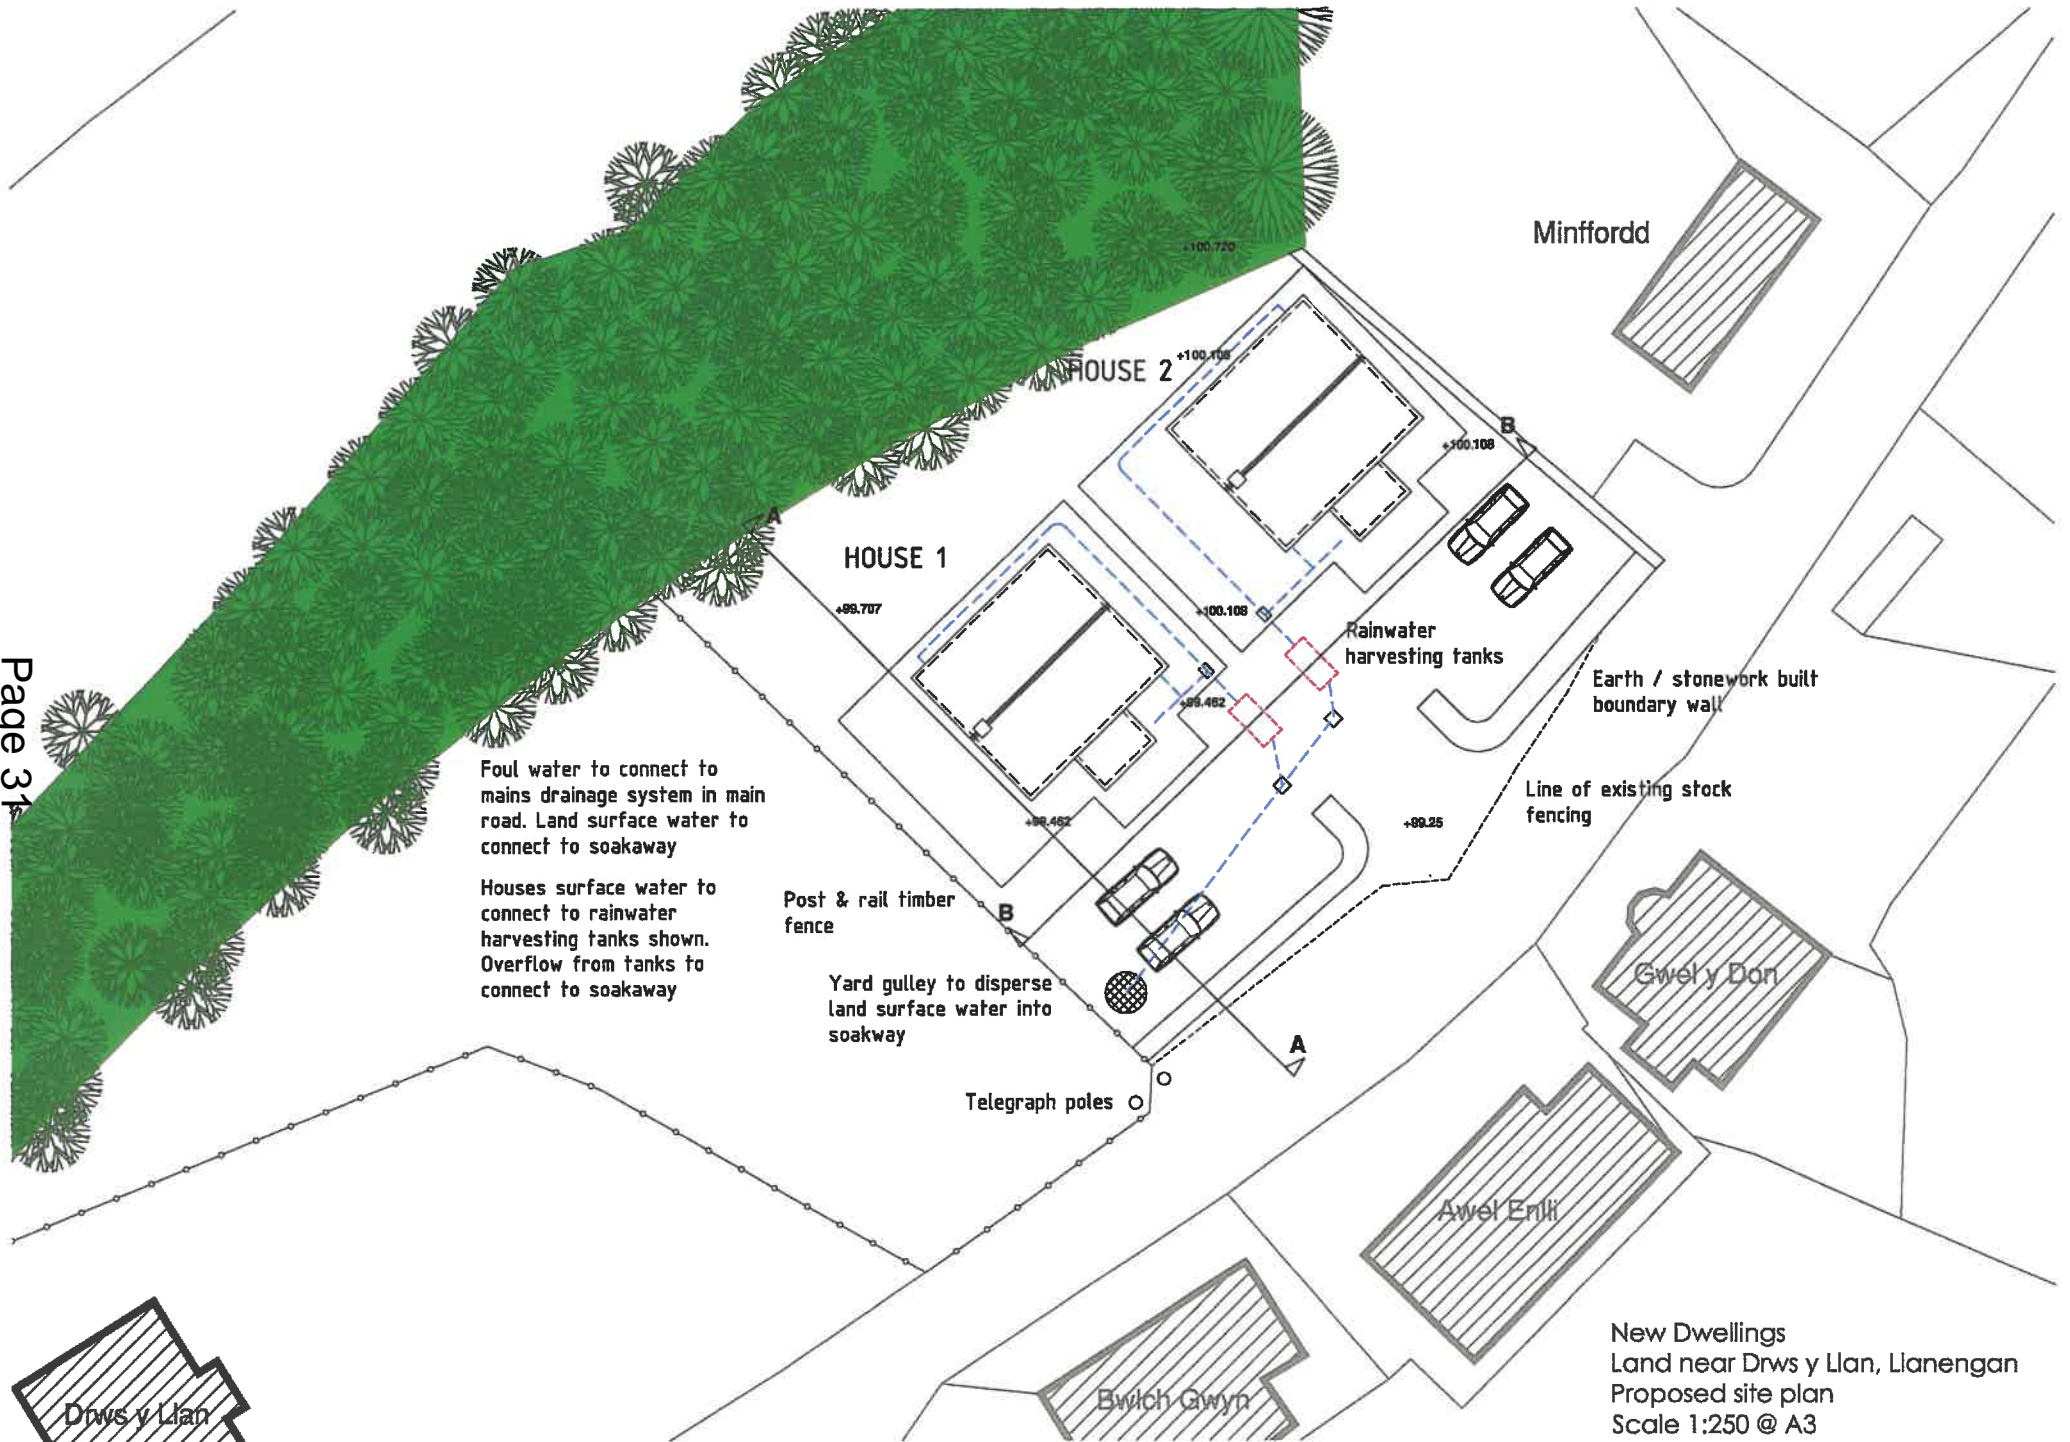 +100.720
Minffordd
HOUSE 2
+100.108
B
+100.108
A
HOUSE 1
+99.707
+100.108
Rainwater
harvesting tanks
Earth / stonework built
boundary wall
+99.462
Page 31
Foul water to connect to
mains drainage system in main
road. Land surface water to
connect to soakaway
Houses surface water to
connect to rainwater
harvesting tanks shown.
Overflow from tanks to
connect to soakaway
Line of existing stock
fencing
+99.462
+99.25
Post & rail timber
fence
B
Yard gulley to disperse
land surface water into
soakway
Gwel y Don
A
Telegraph poles
Awel Enlli
Bwlch Gwyn
Drws y Llan
New Dwellings
Land near Drws y Llan, Llanengan
Proposed site plan
Scale 1:250 @ A3